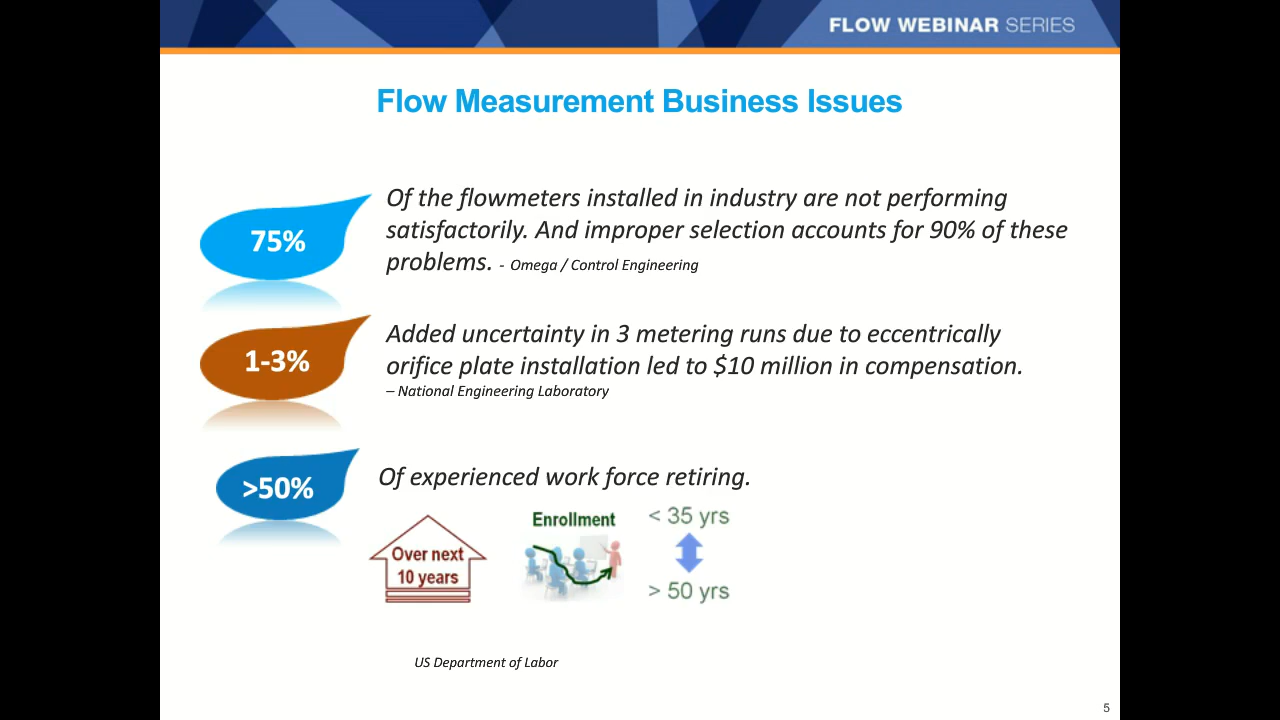 FLOW WEBINAR SERIES
Flow Measurement Business Issues
75%
Of the flowmeters installed in industry are not performing
satisfactorily. And improper selection accounts for 90% of these
problems. - Omega / Control Engineering
1-3%
Added uncertainty in 3 metering runs due to eccentrically
orifice plate installation led to $10 million in compensation.
– National Engineering Laboratory
>50%
Of experienced work force retiring.
Over next
10 years
Enrollment
< 35 yrs
> 50 yrs
US Department of Labor
5